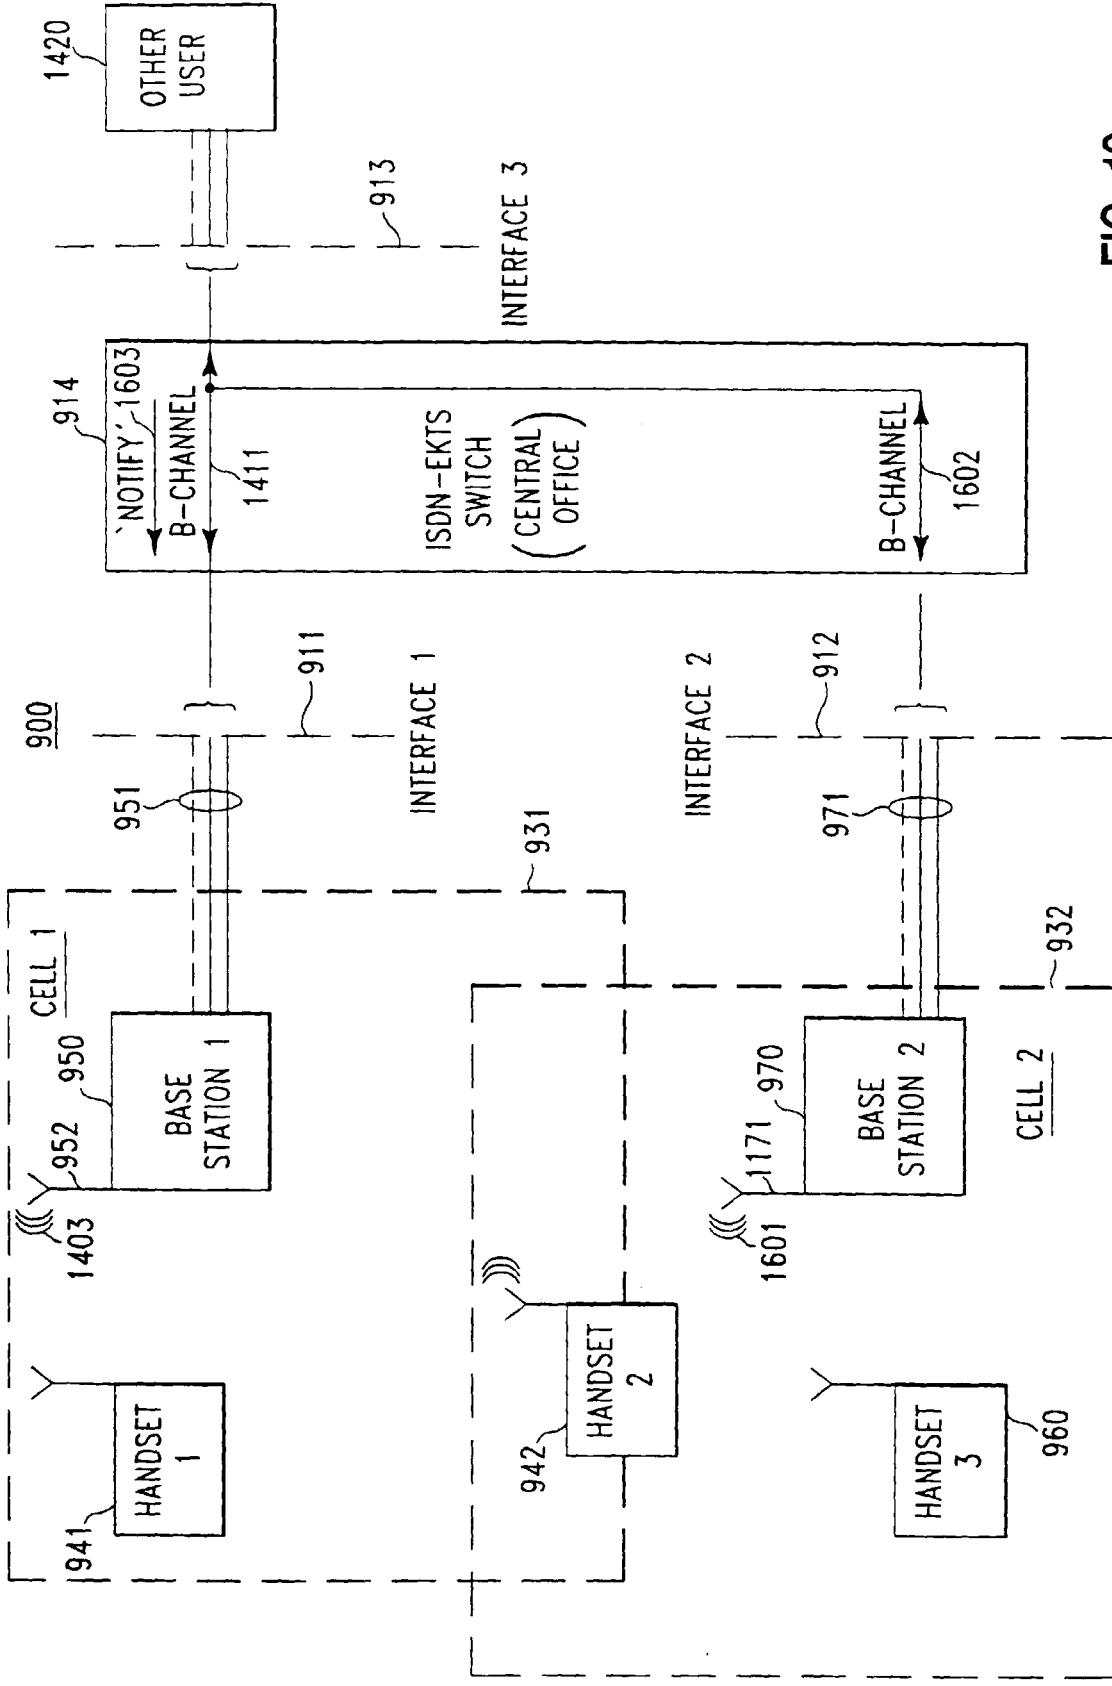 900
CELL 1
1403
952
950
BASE
STATION 1
951
941
HANDSET
1
942
HANDSET
2
931
911
INTERFACE 1
914
`NOTIFY´
1603
B-CHANNEL
1411
ISDN-EKTS
SWITCH
(CENTRAL
OFFICE)
B-CHANNEL
1602
1420
OTHER
USER
913
INTERFACE 3
INTERFACE 2
912
971
1601
1171
970
BASE
STATION 2
CELL 2
932
HANDSET
3
960